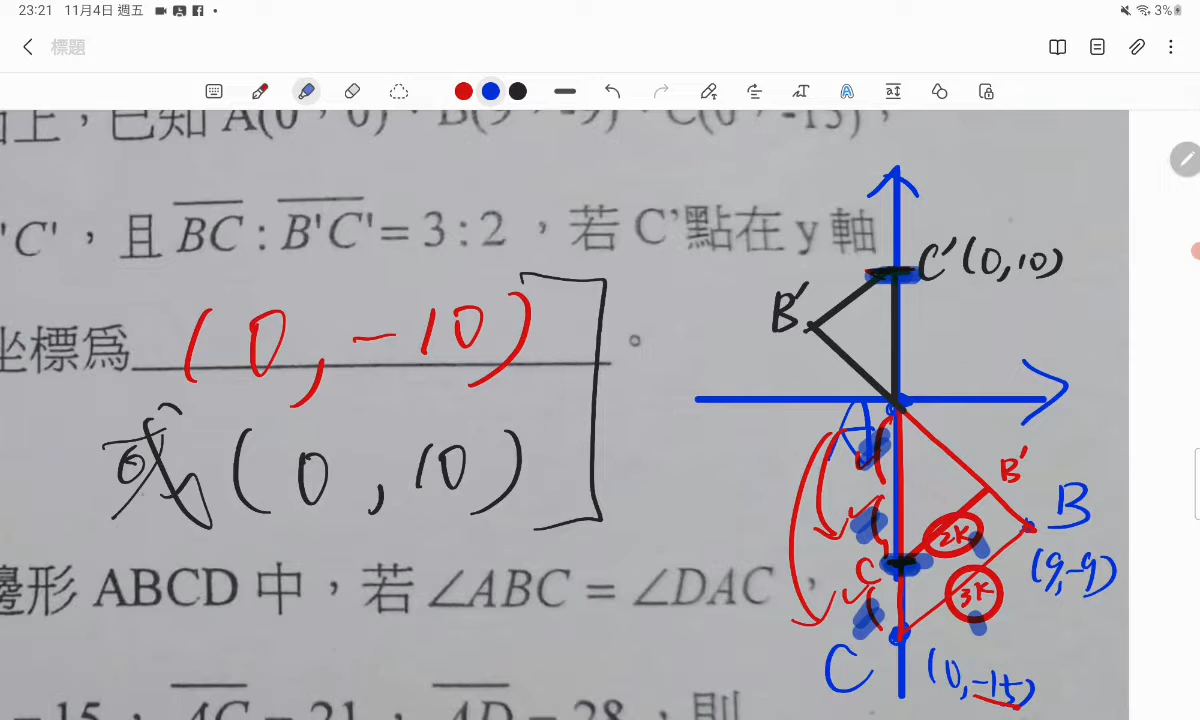 23:21 11月4日 週五
3%
標題
上，已知 A(0，0)、B(9，-9)、C(0，-15)，
'C'，且 BC : B'C' = 3 : 2，若 C'點在 y 軸
坐標為 (0, -10) 。
或 (0, 10)
邊形 ABCD 中，若∠ABC = ∠DAC，
=15，AC = 21，AD = 28，則
C'(0,10)
B'
A
B'
B
(9,-9)
2K
C
3K
C
(0,-15)